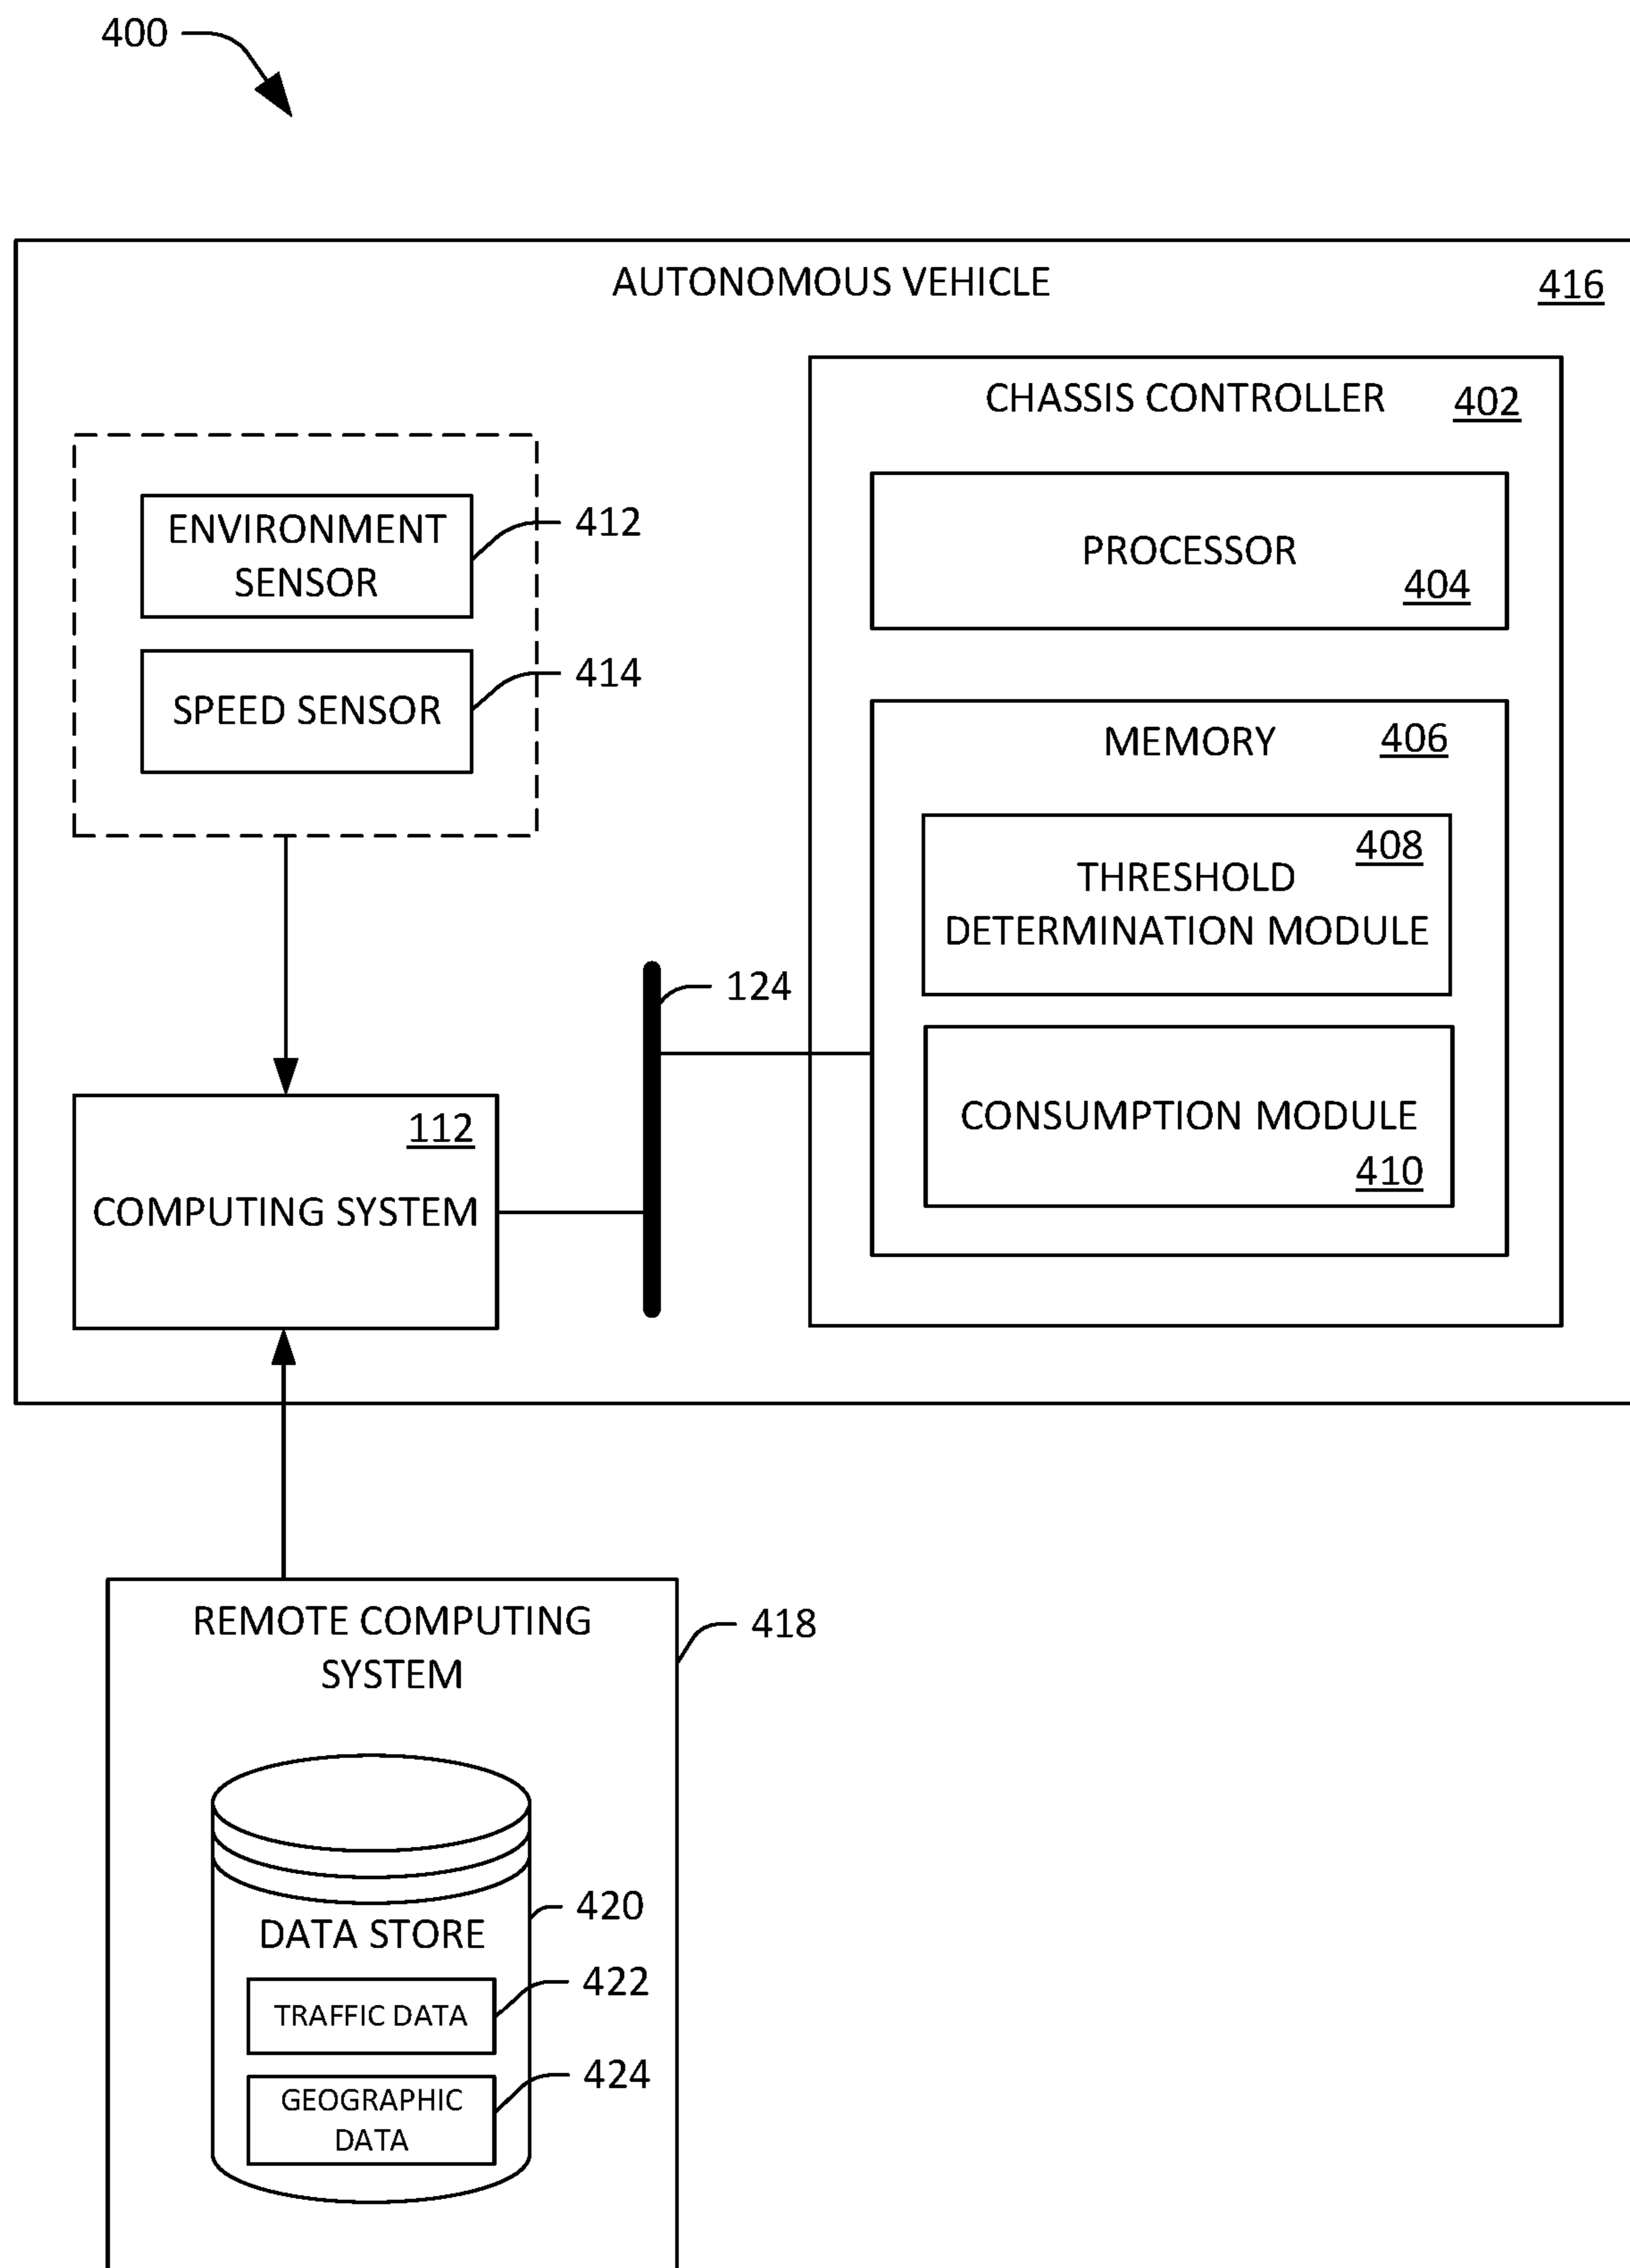 400
AUTONOMOUS VEHICLE
416
CHASSIS CONTROLLER
402
ENVIRONMENT
SENSOR
412
PROCESSOR
404
SPEED SENSOR
414
MEMORY
406
408
THRESHOLD
DETERMINATION MODULE
124
CONSUMPTION MODULE
410
112
COMPUTING SYSTEM
REMOTE COMPUTING
SYSTEM
418
DATA STORE
420
TRAFFIC DATA
422
GEOGRAPHIC
DATA
424